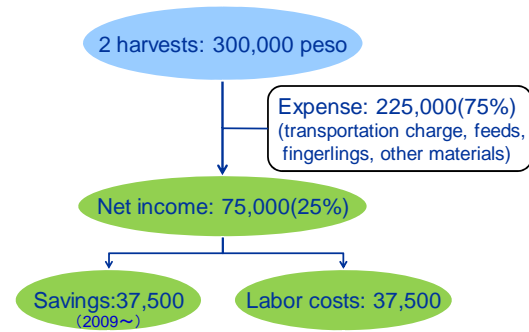 2 harvests: 300,000 peso
Expense: 225,000(75%)
(transportation charge, feeds,
fingerlings, other materials)
Net income: 75,000(25%)
Savings:37,500
（2009～）
Labor costs: 37,500